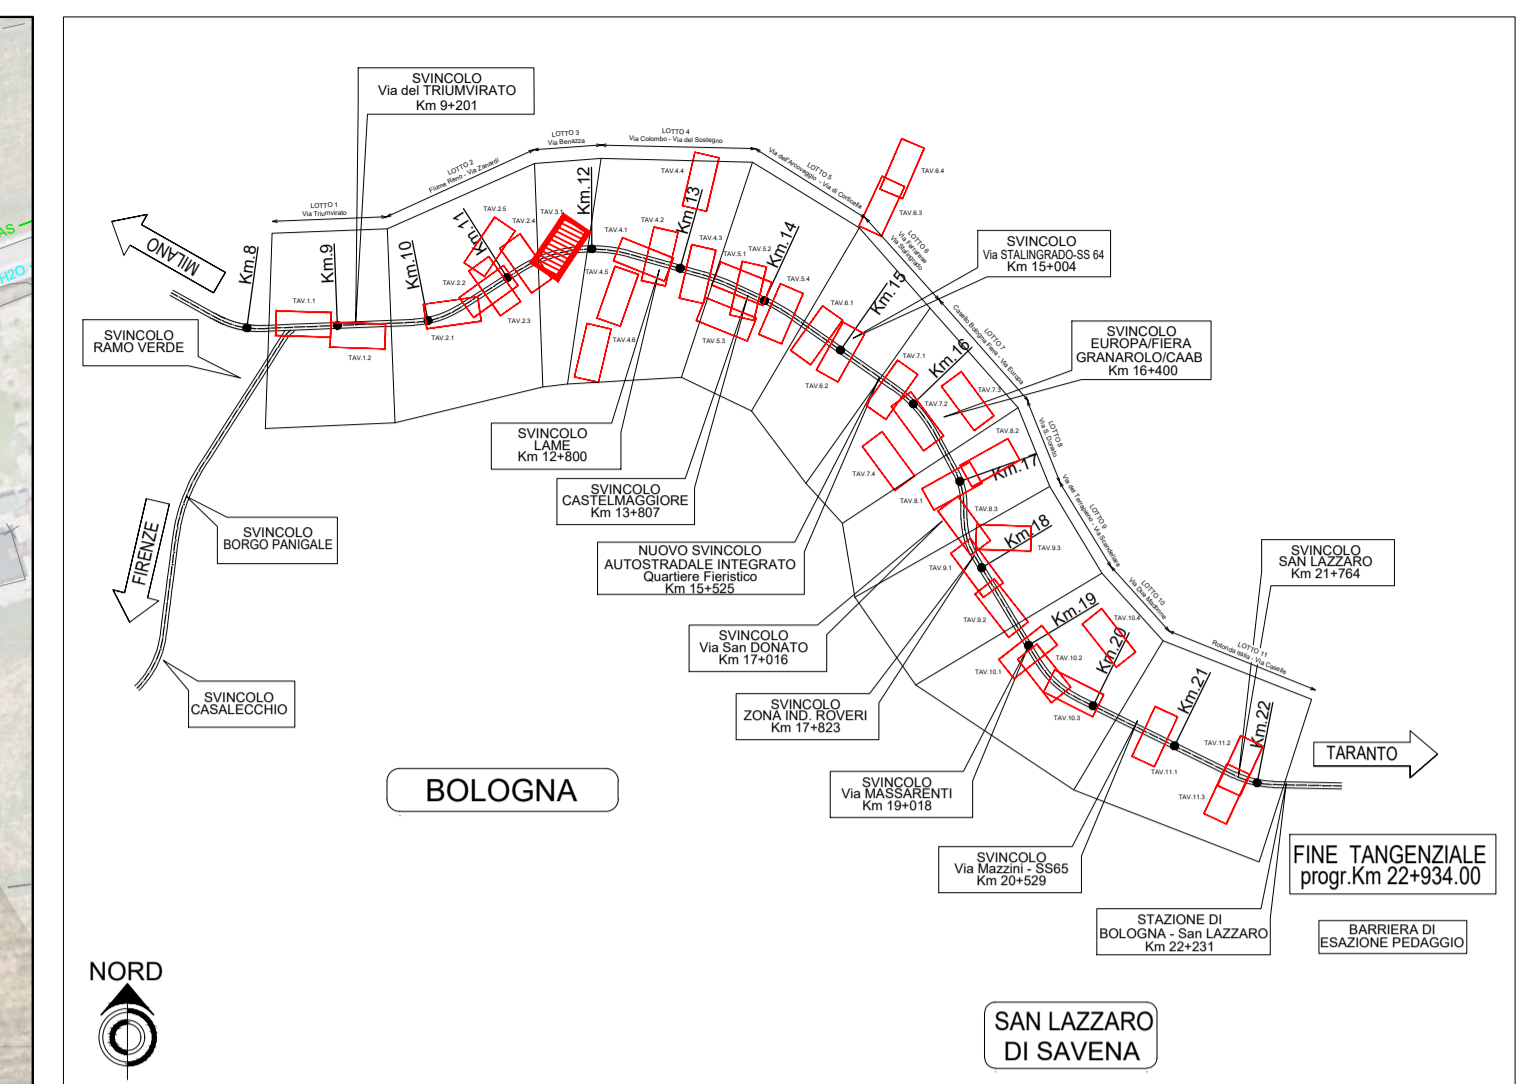 AS
H2O
SVINCOLO
Via del TRIUMVIRATO
Km 9+201
LOTTO 1
Via Triumvirato
LOTTO 2
Fiume Reno - Via Zanardi
LOTTO 3
Via Benazza
LOTTO 4
Via Colombo - Via del Sostegno
LOTTO 5
Via dell'Arcoveggio - Via di Corticella
LOTTO 6
Via Ferrarese
Via Stalingrado
LOTTO 7
Casello Bologna Fiera - Via Europa
LOTTO 8
Via S. Donato
LOTTO 9
Via del Terrapieno - Via Scandellara
LOTTO 10
Via Due Madonne
LOTTO 11
Rotonda Italia - Via Caselle
MILANO
Km.8
Km.9
Km.10
Km.11
Km.12
Km.13
Km.14
Km.15
Km.16
Km.17
Km.18
Km.19
Km.20
Km.21
Km.22
TAV.1.1
TAV.1.2
TAV.2.1
TAV.2.2
TAV.2.3
TAV.2.4
TAV.2.5
TAV.3.1
TAV.4.1
TAV.4.2
TAV.4.3
TAV.4.4
TAV.4.5
TAV.4.6
TAV.5.1
TAV.5.2
TAV.5.3
TAV.5.4
TAV.6.1
TAV.6.2
TAV.6.3
TAV.6.4
TAV.7.1
TAV.7.2
TAV.7.3
TAV.7.4
TAV.8.1
TAV.8.2
TAV.8.3
TAV.9.1
TAV.9.2
TAV.9.3
TAV.10.1
TAV.10.2
TAV.10.3
TAV.10.4
TAV.11.1
TAV.11.2
TAV.11.3
SVINCOLO
Via STALINGRADO-SS 64
Km 15+004
SVINCOLO
RAMO VERDE
SVINCOLO
EUROPA/FIERA
GRANAROLO/CAAB
Km 16+400
SVINCOLO
LAME
Km 12+800
SVINCOLO
CASTELMAGGIORE
Km 13+807
FIRENZE
SVINCOLO
BORGO PANIGALE
NUOVO SVINCOLO
AUTOSTRADALE INTEGRATO
Quartiere Fieristico
Km 15+525
SVINCOLO
SAN LAZZARO
Km 21+764
SVINCOLO
Via San DONATO
Km 17+016
SVINCOLO
CASALECCHIO
SVINCOLO
ZONA IND. ROVERI
Km 17+823
TARANTO
BOLOGNA
SVINCOLO
Via MASSARENTI
Km 19+018
SVINCOLO
Via Mazzini - SS65
Km 20+529
FINE TANGENZIALE
progr.Km 22+934.00
STAZIONE DI
BOLOGNA - San LAZZARO
Km 22+231
BARRIERA DI
ESAZIONE PEDAGGIO
NORD
SAN LAZZARO
DI SAVENA